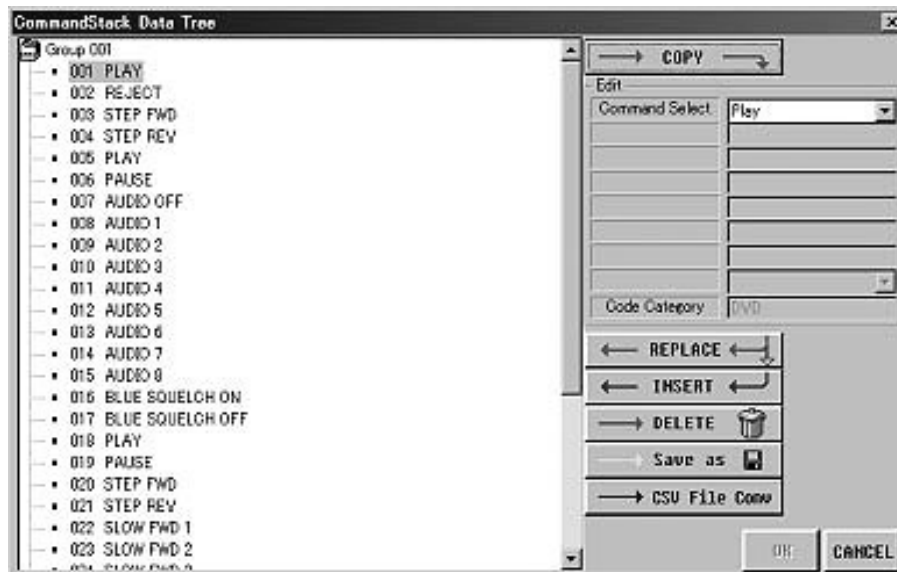 CommandStack Data Tree
Group 001
001 PLAY
002 REJECT
003 STEP FWD
004 STEP REV
005 PLAY
006 PAUSE
007 AUDIO OFF
008 AUDIO 1
009 AUDIO 2
010 AUDIO 3
011 AUDIO 4
012 AUDIO 5
013 AUDIO 6
014 AUDIO 7
015 AUDIO 8
016 BLUE SQUELCH ON
017 BLUE SQUELCH OFF
018 PLAY
019 PAUSE
020 STEP FWD
021 STEP REV
022 SLOW FWD 1
023 SLOW FWD 2
024 SLOW FWD 3
COPY
Edit
Command Select Play
Code Category DVD
REPLACE
INSERT
DELETE
Save as
CSV File Conv
OK CANCEL